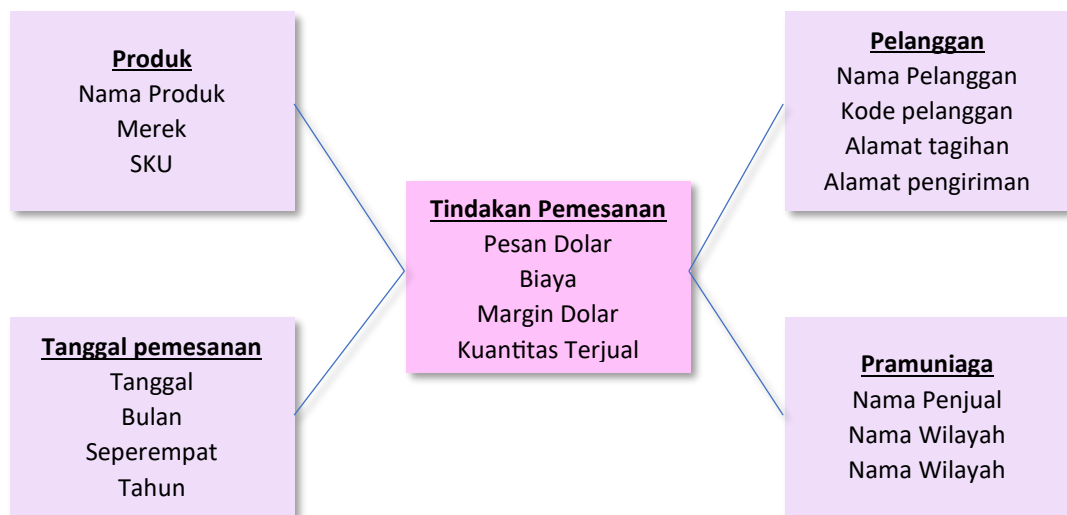 Produk
Nama Produk
Merek
SKU
Pelanggan
Nama Pelanggan
Kode pelanggan
Alamat tagihan
Alamat pengiriman
Tindakan Pemesanan
Pesan Dolar
Biaya
Margin Dolar
Kuantitas Terjual
Tanggal pemesanan
Tanggal
Bulan
Seperempat
Tahun
Pramuniaga
Nama Penjual
Nama Wilayah
Nama Wilayah